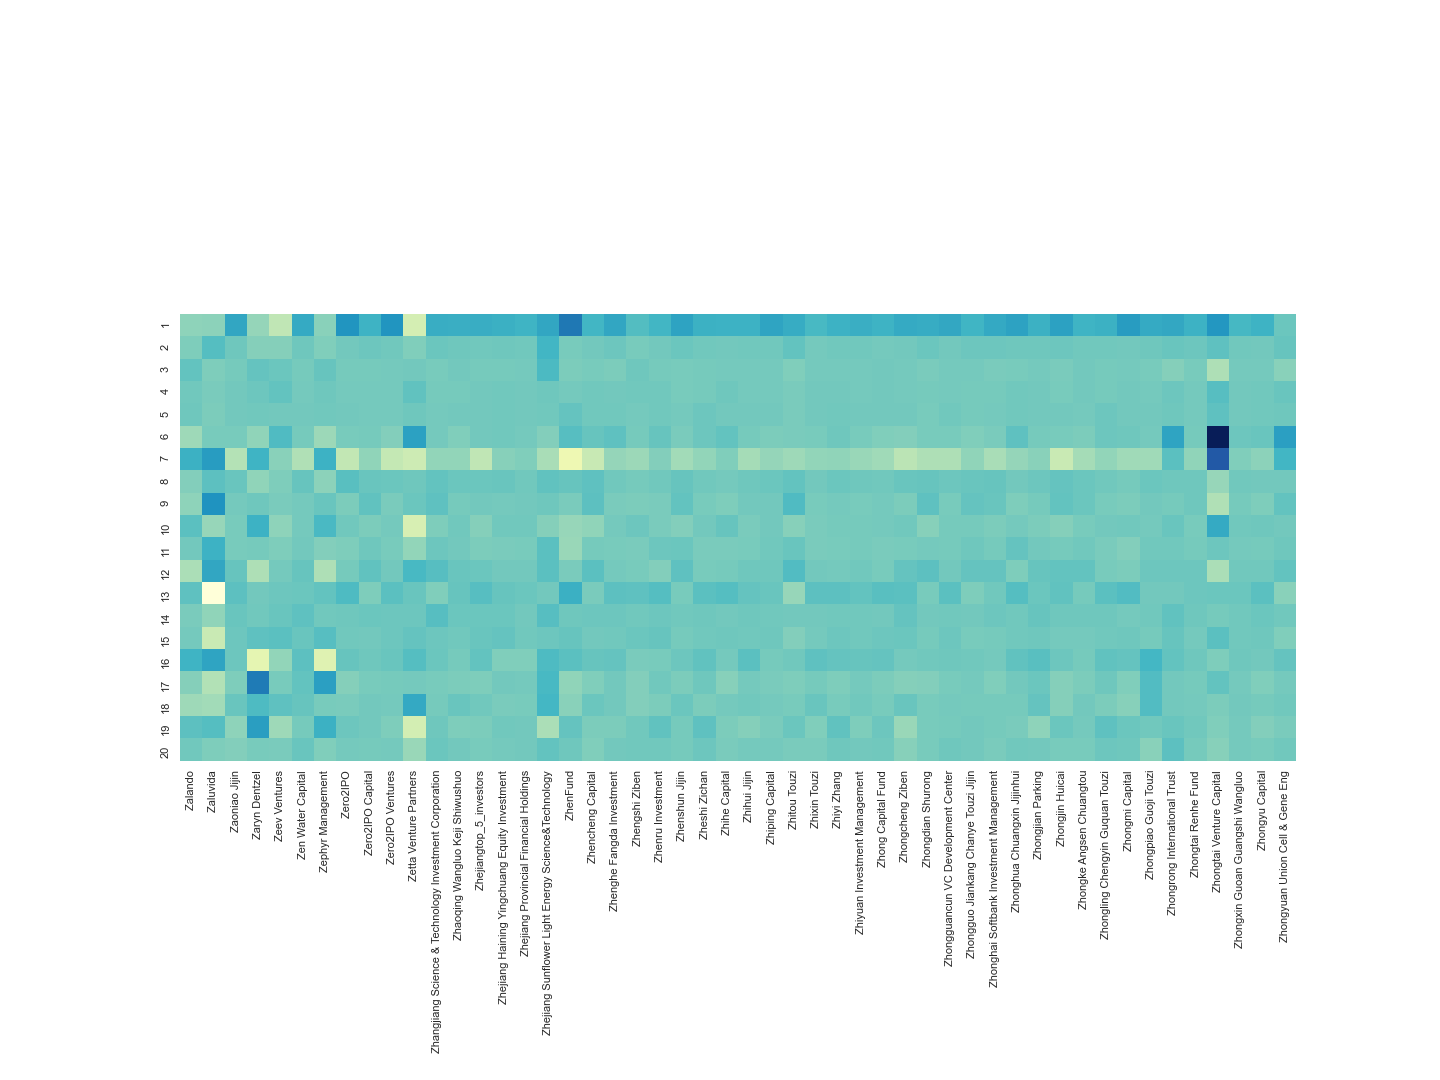 1
2
3
4
5
6
7
8
9
10
11
12
13
14
15
16
17
18
19
20
Zalando
Zaluvida
Zaoniao Jijin
Zaryn Dentzel
Zeev Ventures
Zen Water Capital
Zephyr Management
Zero2IPO
Zero2IPO Capital
Zero2IPO Ventures
Zetta Venture Partners
Zhangjiang Science & Technology Investment Corporation
Zhaoqing Wangluo Keji Shiwushuo
Zhejiangtop_5_investors
Zhejiang Haining Yingchuang Equity Investment
Zhejiang Provincial Financial Holdings
Zhejiang Sunflower Light Energy Science&Technology
ZhenFund
Zhencheng Capital
Zhenghe Fangda Investment
Zhengshi Ziben
Zhenru Investment
Zhenshun Jijin
Zheshi Zichan
Zhihe Capital
Zhihui Jijin
Zhiping Capital
Zhitou Touzi
Zhixin Touzi
Zhiyi Zhang
Zhiyuan Investment Management
Zhong Capital Fund
Zhongcheng Ziben
Zhongdian Shurong
Zhongguancun VC Development Center
Zhongguo Jiankang Chanye Touzi Jijin
Zhonghai Softbank Investment Management
Zhonghua Chuangxin Jijinhui
Zhongjian Parking
Zhongjin Huicai
Zhongke Angsen Chuangtou
Zhongling Chengyin Guquan Touzi
Zhongmi Capital
Zhongpiao Guoji Touzi
Zhongrong International Trust
Zhongtai Renhe Fund
Zhongtai Venture Capital
Zhongxin Guoan Guangshi Wangluo
Zhongyu Capital
Zhongyuan Union Cell & Gene Eng